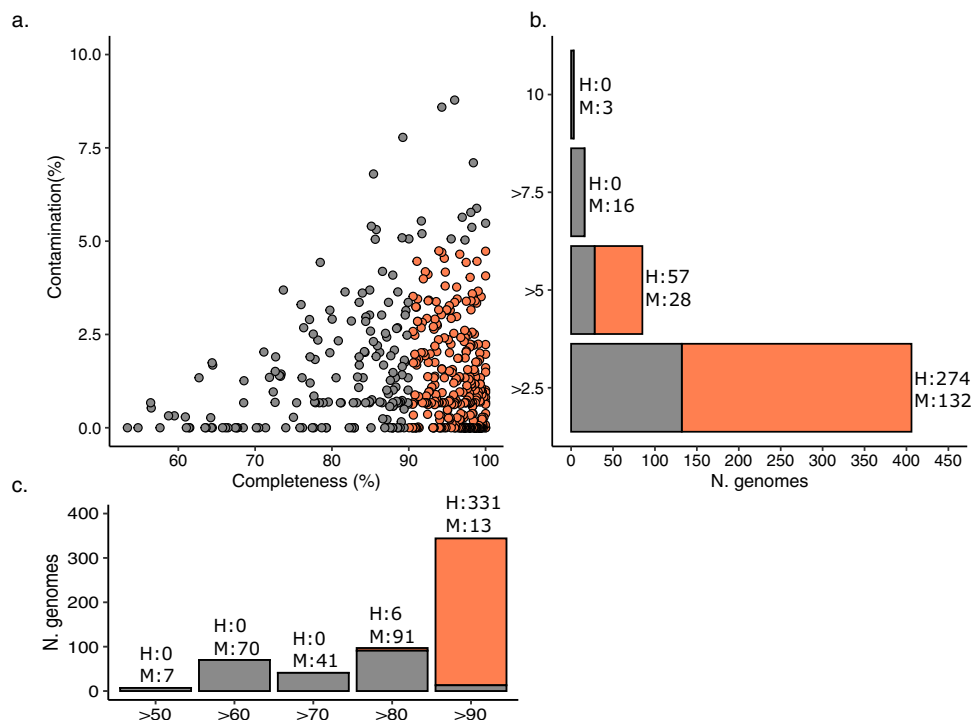 a.
10.0
7.5
5.0
2.5
0.0
Contamination(%)
60
70
80
90
100
Completeness (%)
b.
10
>7.5
>5
>2.5
H:0
M:3
H:0
M:16
H:57
M:28
H:274
M:132
0
50
100
150
200
250
300
350
400
450
N. genomes
c.
400
300
200
100
0
N. genomes
H:0
M:7
H:0
M:70
H:0
M:41
H:6
M:91
H:331
M:13
>50
>60
>70
>80
>90